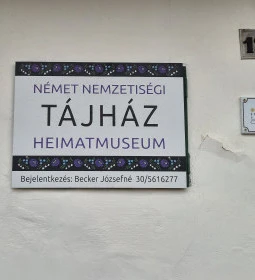 NÉMET NEMZETISÉGI
TÁJHÁZ
HEIMATMUSEUM
Bejelentkezés: Becker Józsefné 30/5616277